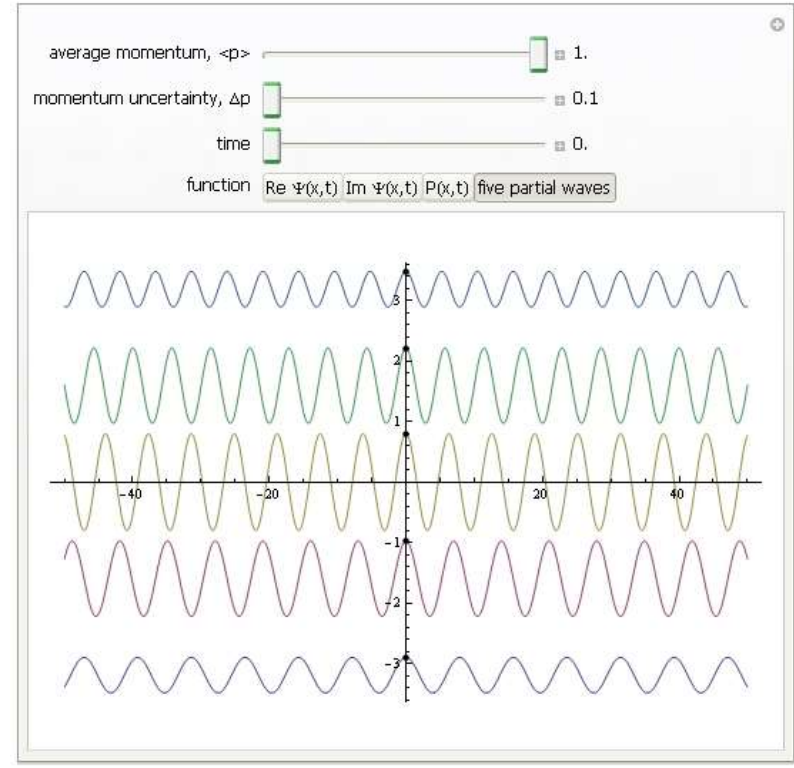 average momentum, <p> 1.
momentum uncertainty, Δp 0.1
time 0.
function Re Ψ(x,t) Im Ψ(x,t) P(x,t) five partial waves
3
2
1
-40 -20 20 40
-1
-2
-3